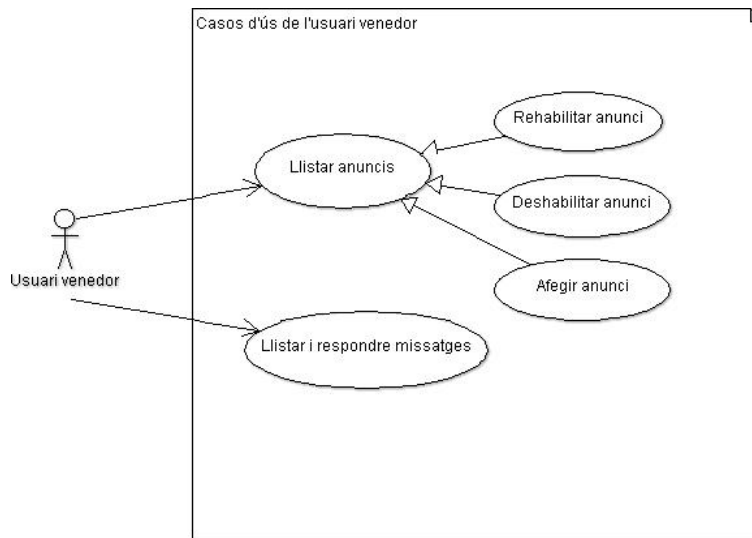 Casos d'ús de l'usuari venedor
Rehabilitar anunci
Llistar anuncis
Deshabilitar anunci
Usuari venedor
Afegir anunci
Llistar i respondre missatges